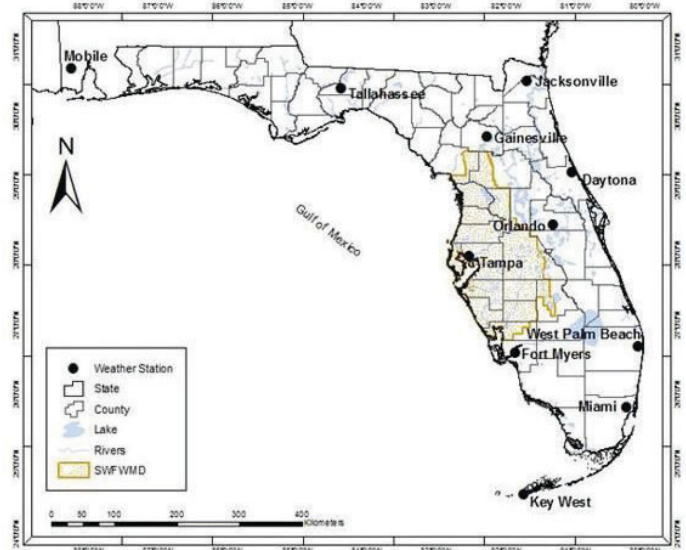 Mobile
Tallahassee
Jacksonville
Gainesville
Daytona
Orlando
Tampa
Gulf of Mexico
West Palm Beach
Fort Myers
Miami
Key West
N
Weather Station
State
County
Lake
Rivers
SWFWMD
0 50 100 200 300 400
Kilometers